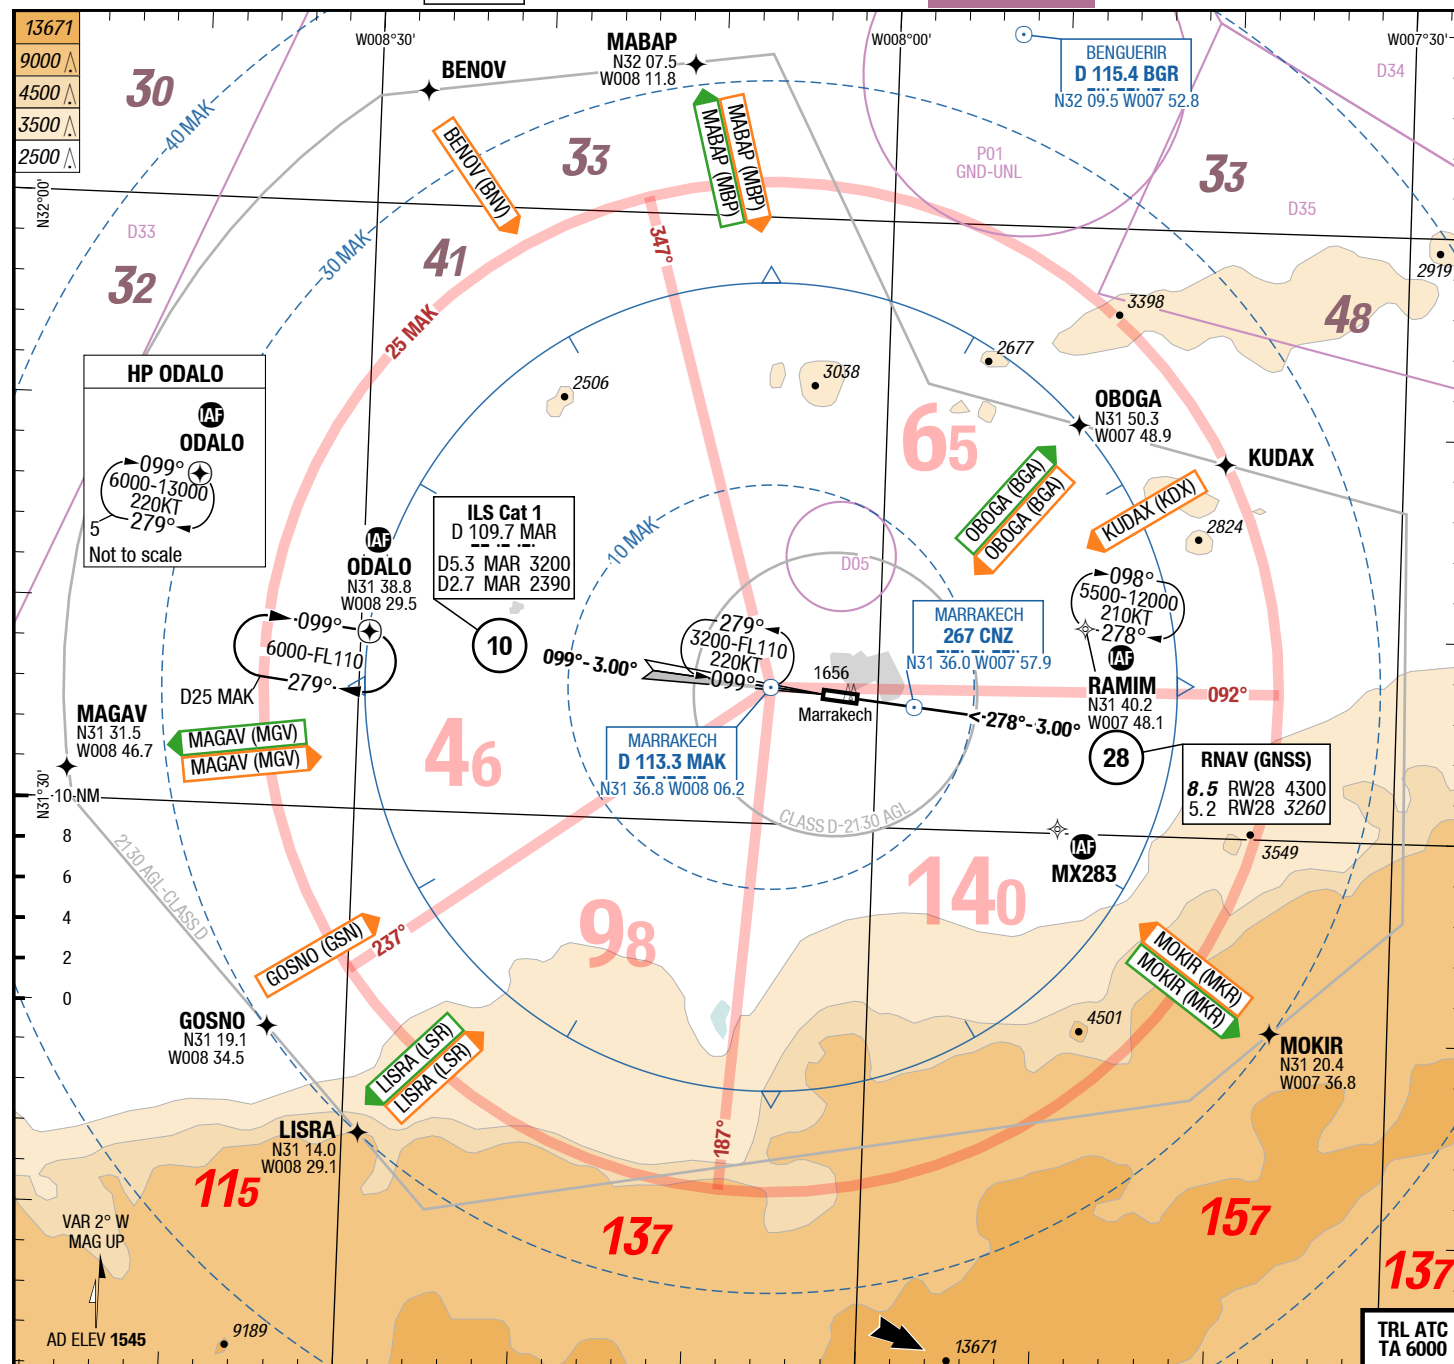 13671
9000
4500
3500
2500
W008°30'
W008°00'
W007°30'
N32°00'
N31°30'
30
33
33
41
32
48
65
46
98
140
115
137
157
137
40 MAK
30 MAK
25 MAK
10 MAK
BENOV
MABAP
N32 07.5
W008 11.8
BENGUERIR
D 115.4 BGR
N32 09.5 W007 52.8
D34
P01
GND-UNL
D35
D33
D05
BENOV (BNV)
MABAP (MBP)
MABAP (MBP)
347°
2919
3398
2677
3038
2506
HP ODALO
IAF
ODALO
099°
6000-13000
220KT
279°
5
Not to scale
ILS Cat 1
D 109.7 MAR
D5.3 MAR 3200
D2.7 MAR 2390
10
IAF
ODALO
N31 38.8
W008 29.5
099°
6000-FL110
279°
D25 MAK
OBOGA
N31 50.3
W007 48.9
KUDAX
OBOGA (BGA)
OBOGA (BGA)
KUDAX (KDX)
2824
098°
5500-12000
210KT
278°
IAF
RAMIM
N31 40.2
W007 48.1
092°
MARRAKECH
267 CNZ
N31 36.0 W007 57.9
279°
3200-FL110
220KT
099°
099°-3.00°
1656
Marrakech
278°-3.00°
28
RNAV (GNSS)
8.5 RW28 4300
5.2 RW28 3260
MAGAV
N31 31.5
W008 46.7
MAGAV (MGV)
MAGAV (MGV)
MARRAKECH
D 113.3 MAK
N31 36.8 W008 06.2
CLASS D-2130 AGL
10 NM
8
6
4
2
0
2130 AGL-CLASS D
IAF
MX283
3549
GOSNO (GSN)
237°
187°
MOKIR (MKR)
MOKIR (MKR)
4501
MOKIR
N31 20.4
W007 36.8
GOSNO
N31 19.1
W008 34.5
LISRA (LSR)
LISRA (LSR)
LISRA
N31 14.0
W008 29.1
VAR 2° W
MAG UP
AD ELEV 1545
9189
13671
TRL ATC
TA 6000